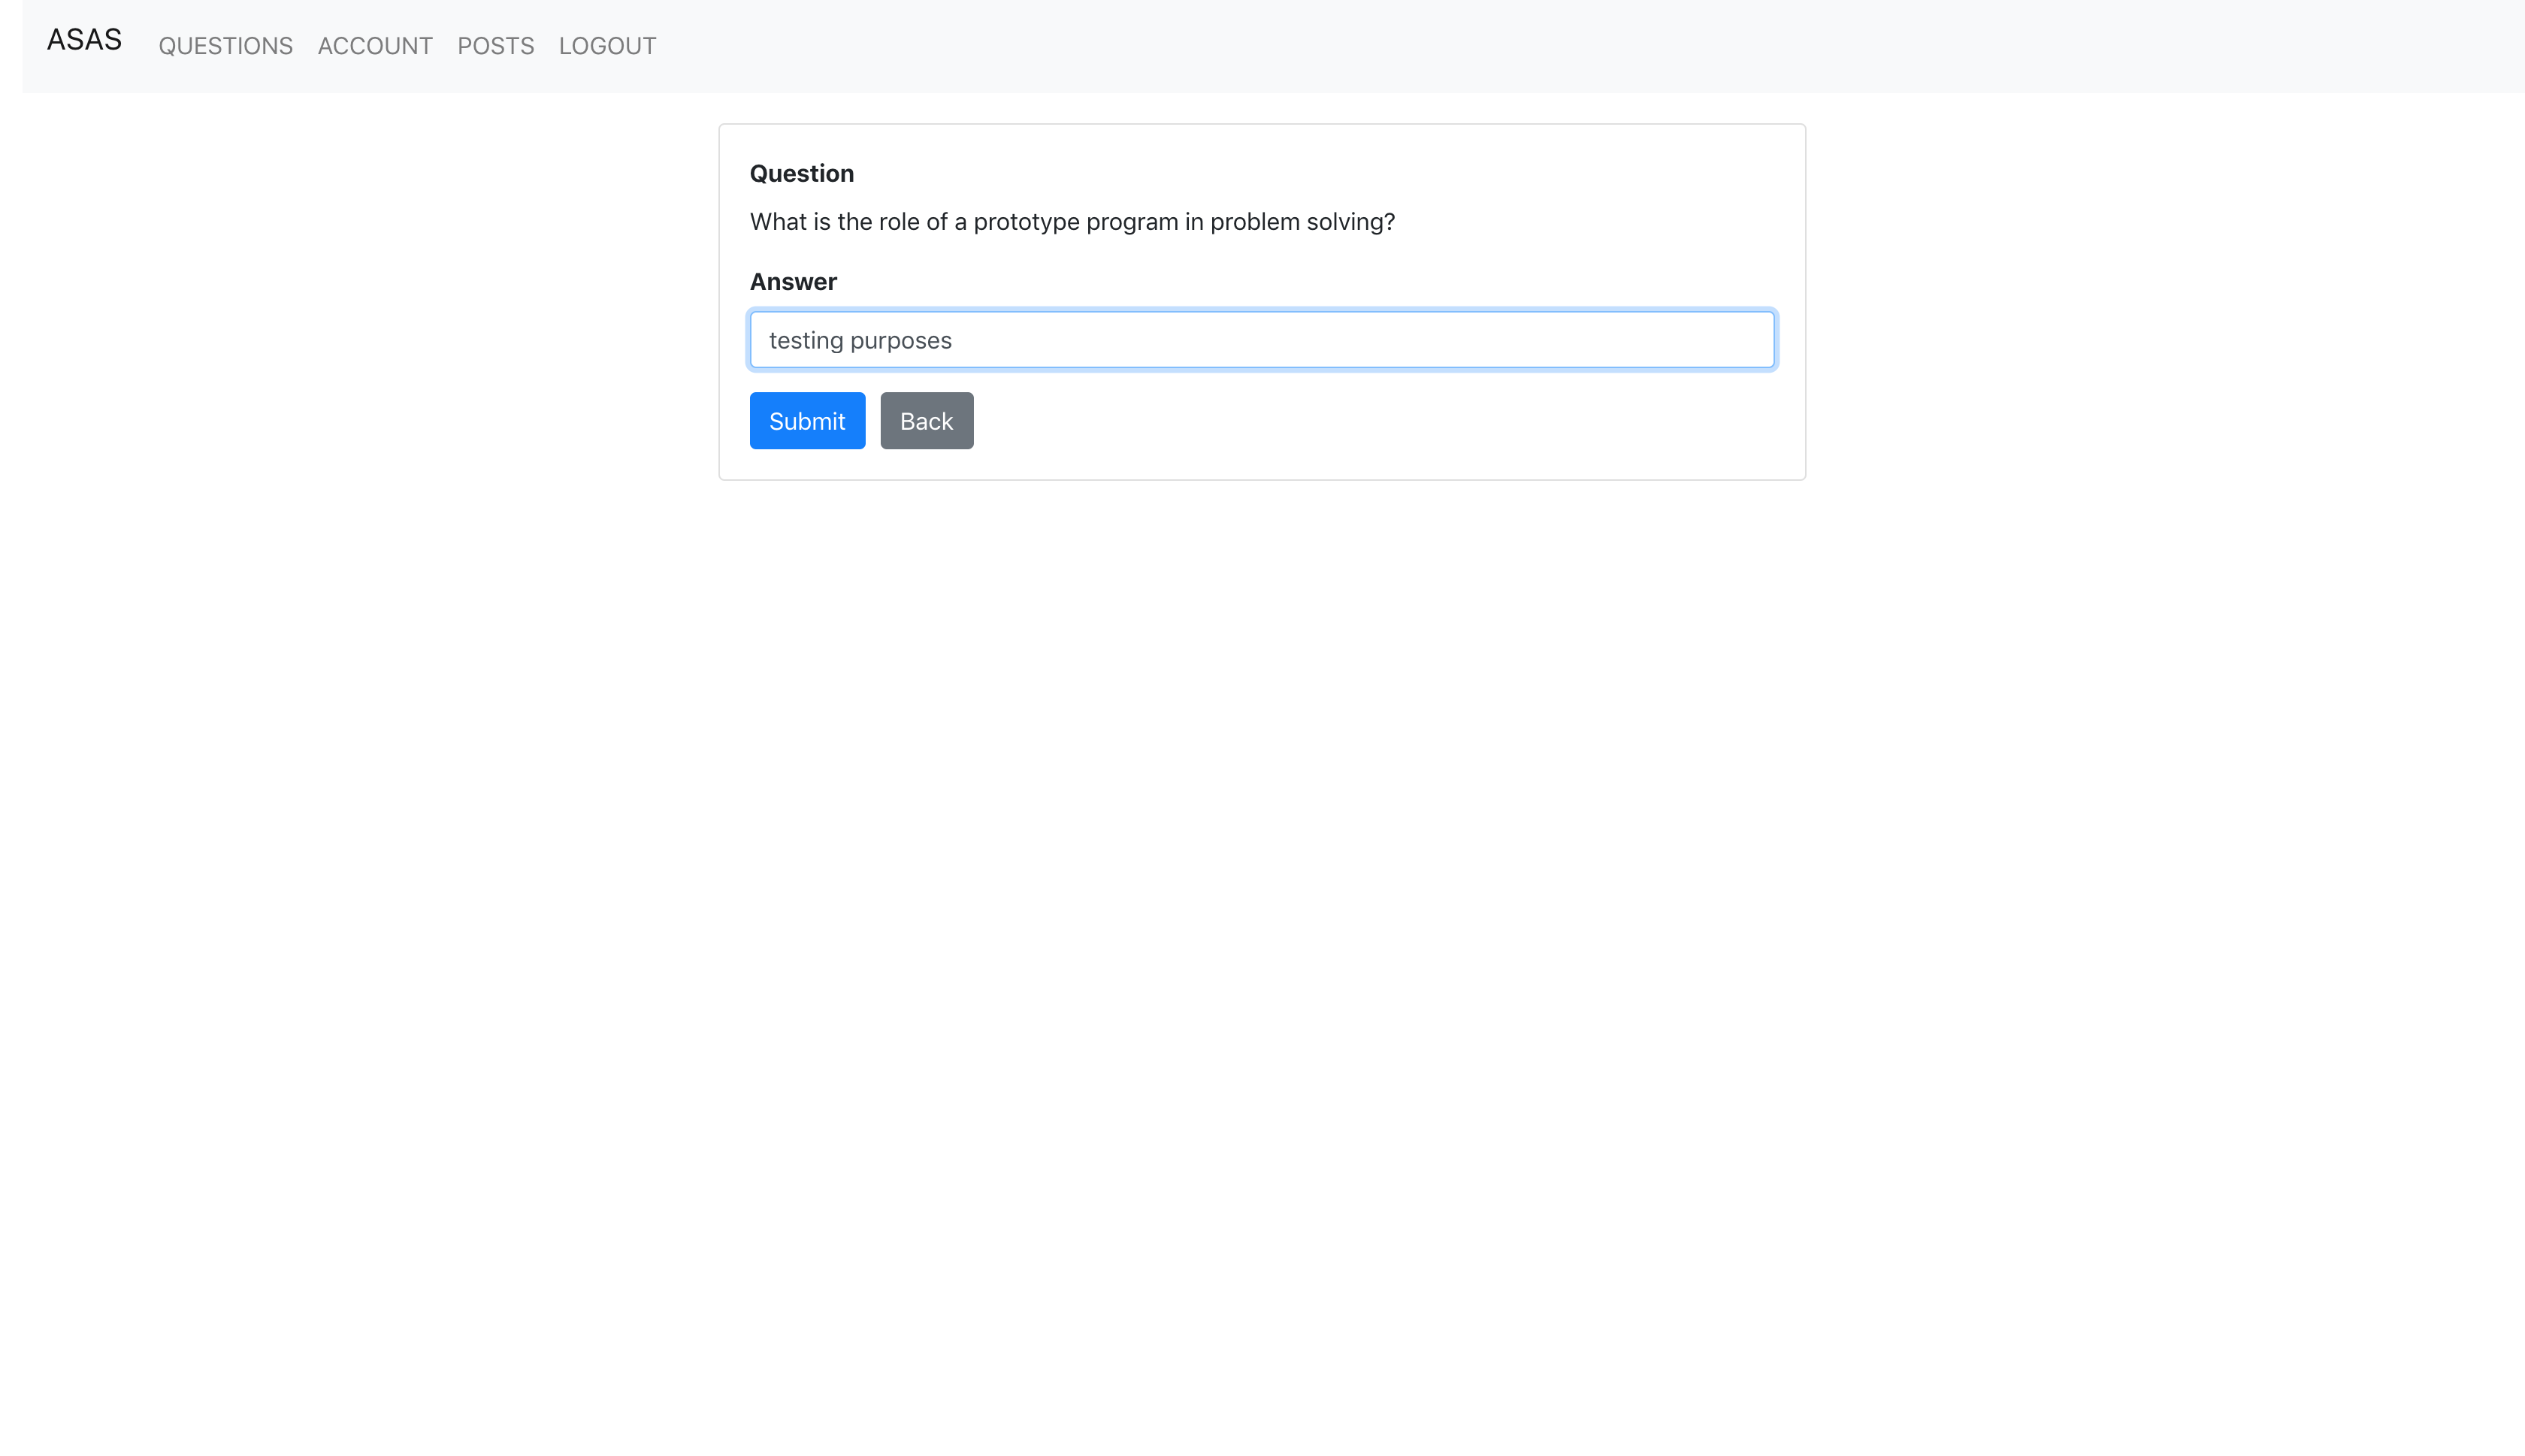 ASAS QUESTIONS ACCOUNT POSTS LOGOUT
Question
What is the role of a prototype program in problem solving?
Answer
testing purposes
Submit Back